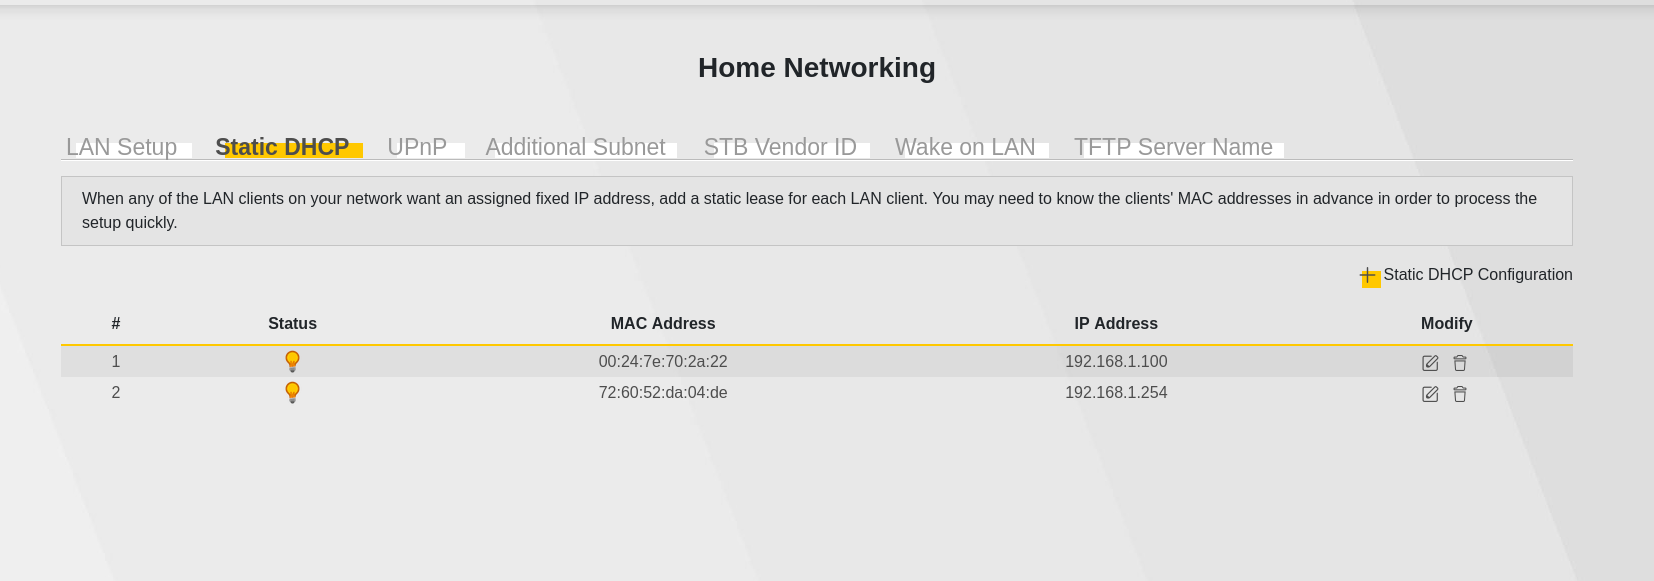 Home Networking
LAN Setup Static DHCP UPnP Additional Subnet STB Vendor ID Wake on LAN TFTP Server Name
When any of the LAN clients on your network want an assigned fixed IP address, add a static lease for each LAN client. You may need to know the clients' MAC addresses in advance in order to process the
setup quickly.
Static DHCP Configuration
# Status MAC Address IP Address Modify
1 00:24:7e:70:2a:22 192.168.1.100
2 72:60:52:da:04:de 192.168.1.254